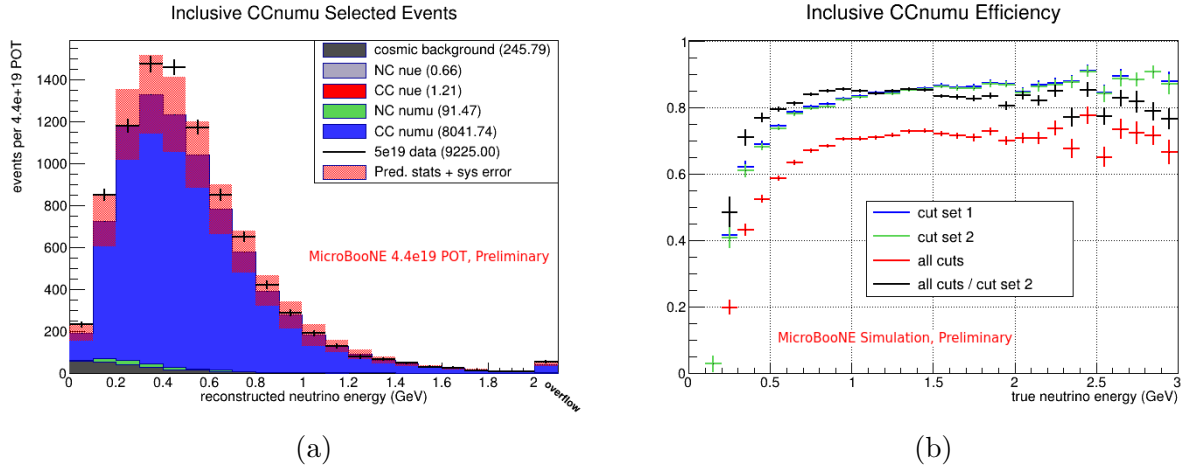 Inclusive CCnumu Selected Events
events per 4.4e+19 POT
1400
1200
1000
800
600
400
200
0
cosmic background (245.79)
NC nue (0.66)
CC nue (1.21)
NC numu (91.47)
CC numu (8041.74)
5e19 data (9225.00)
Pred. stats + sys error
MicroBooNE 4.4e19 POT, Preliminary
0 0.2 0.4 0.6 0.8 1.0 1.2 1.4 1.6 1.8 2.0
overflow
reconstructed neutrino energy (GeV)
(a)
Inclusive CCnumu Efficiency
1
0.8
0.6
0.4
0.2
0
cut set 1
cut set 2
all cuts
all cuts / cut set 2
MicroBooNE Simulation, Preliminary
0.5 1 1.5 2 2.5 3
true neutrino energy (GeV)
(b)